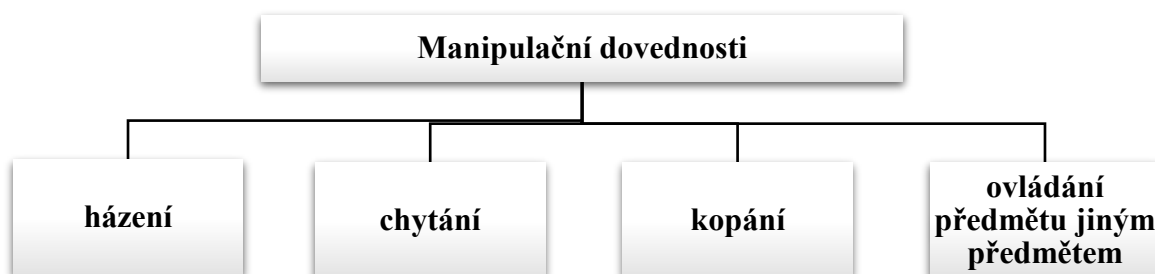 Manipulační dovednosti
házení
chytání
kopání
ovládání
předmětu jiným
předmětem